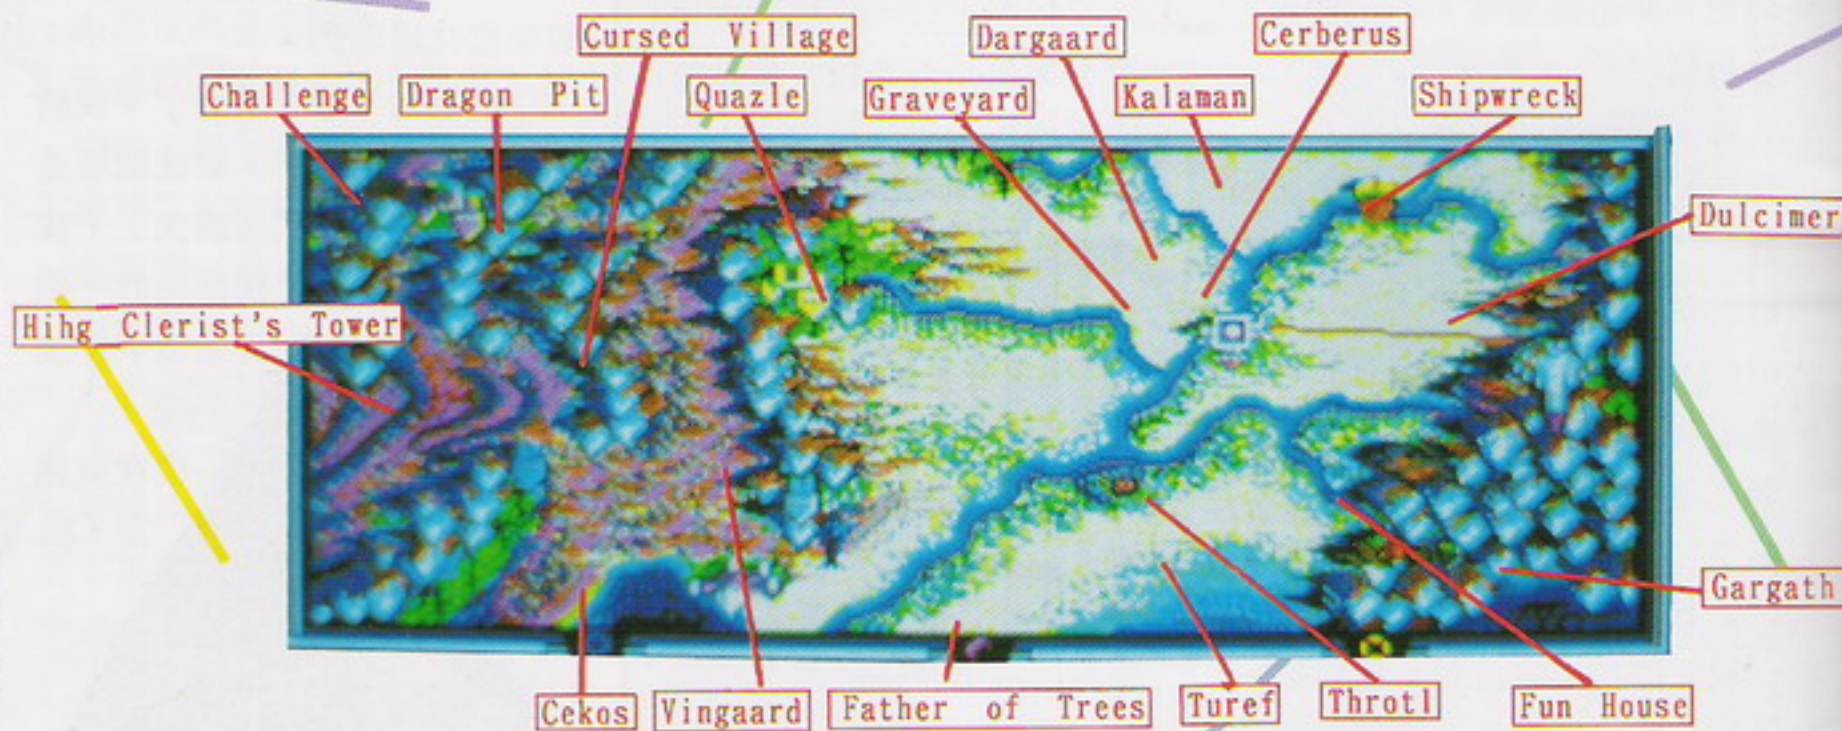 Cursed Village
Dargaard
Cerberus
Challenge
Dragon Pit
Quazle
Graveyard
Kalaman
Shipwreck
Dulcimer
Hihg Clerist's Tower
Gargath
Cekos
Vingaard
Father of Trees
Turef
Throtl
Fun House